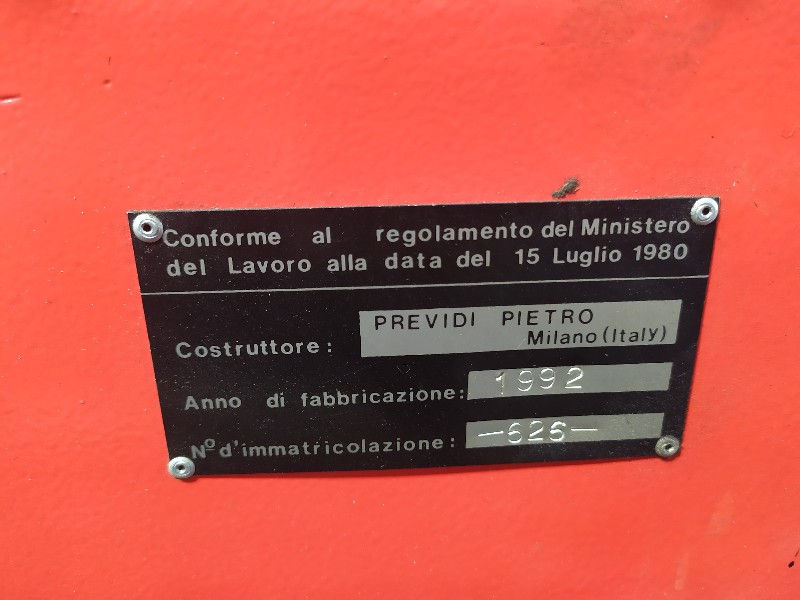 Conforme al regolamento del Ministero
del Lavoro alla data del 15 Luglio 1980
Costruttore: PREVIDI PIETRO
Milano (Italy)
Anno di fabbricazione: 1992
Nº d'immatricolazione: -626-